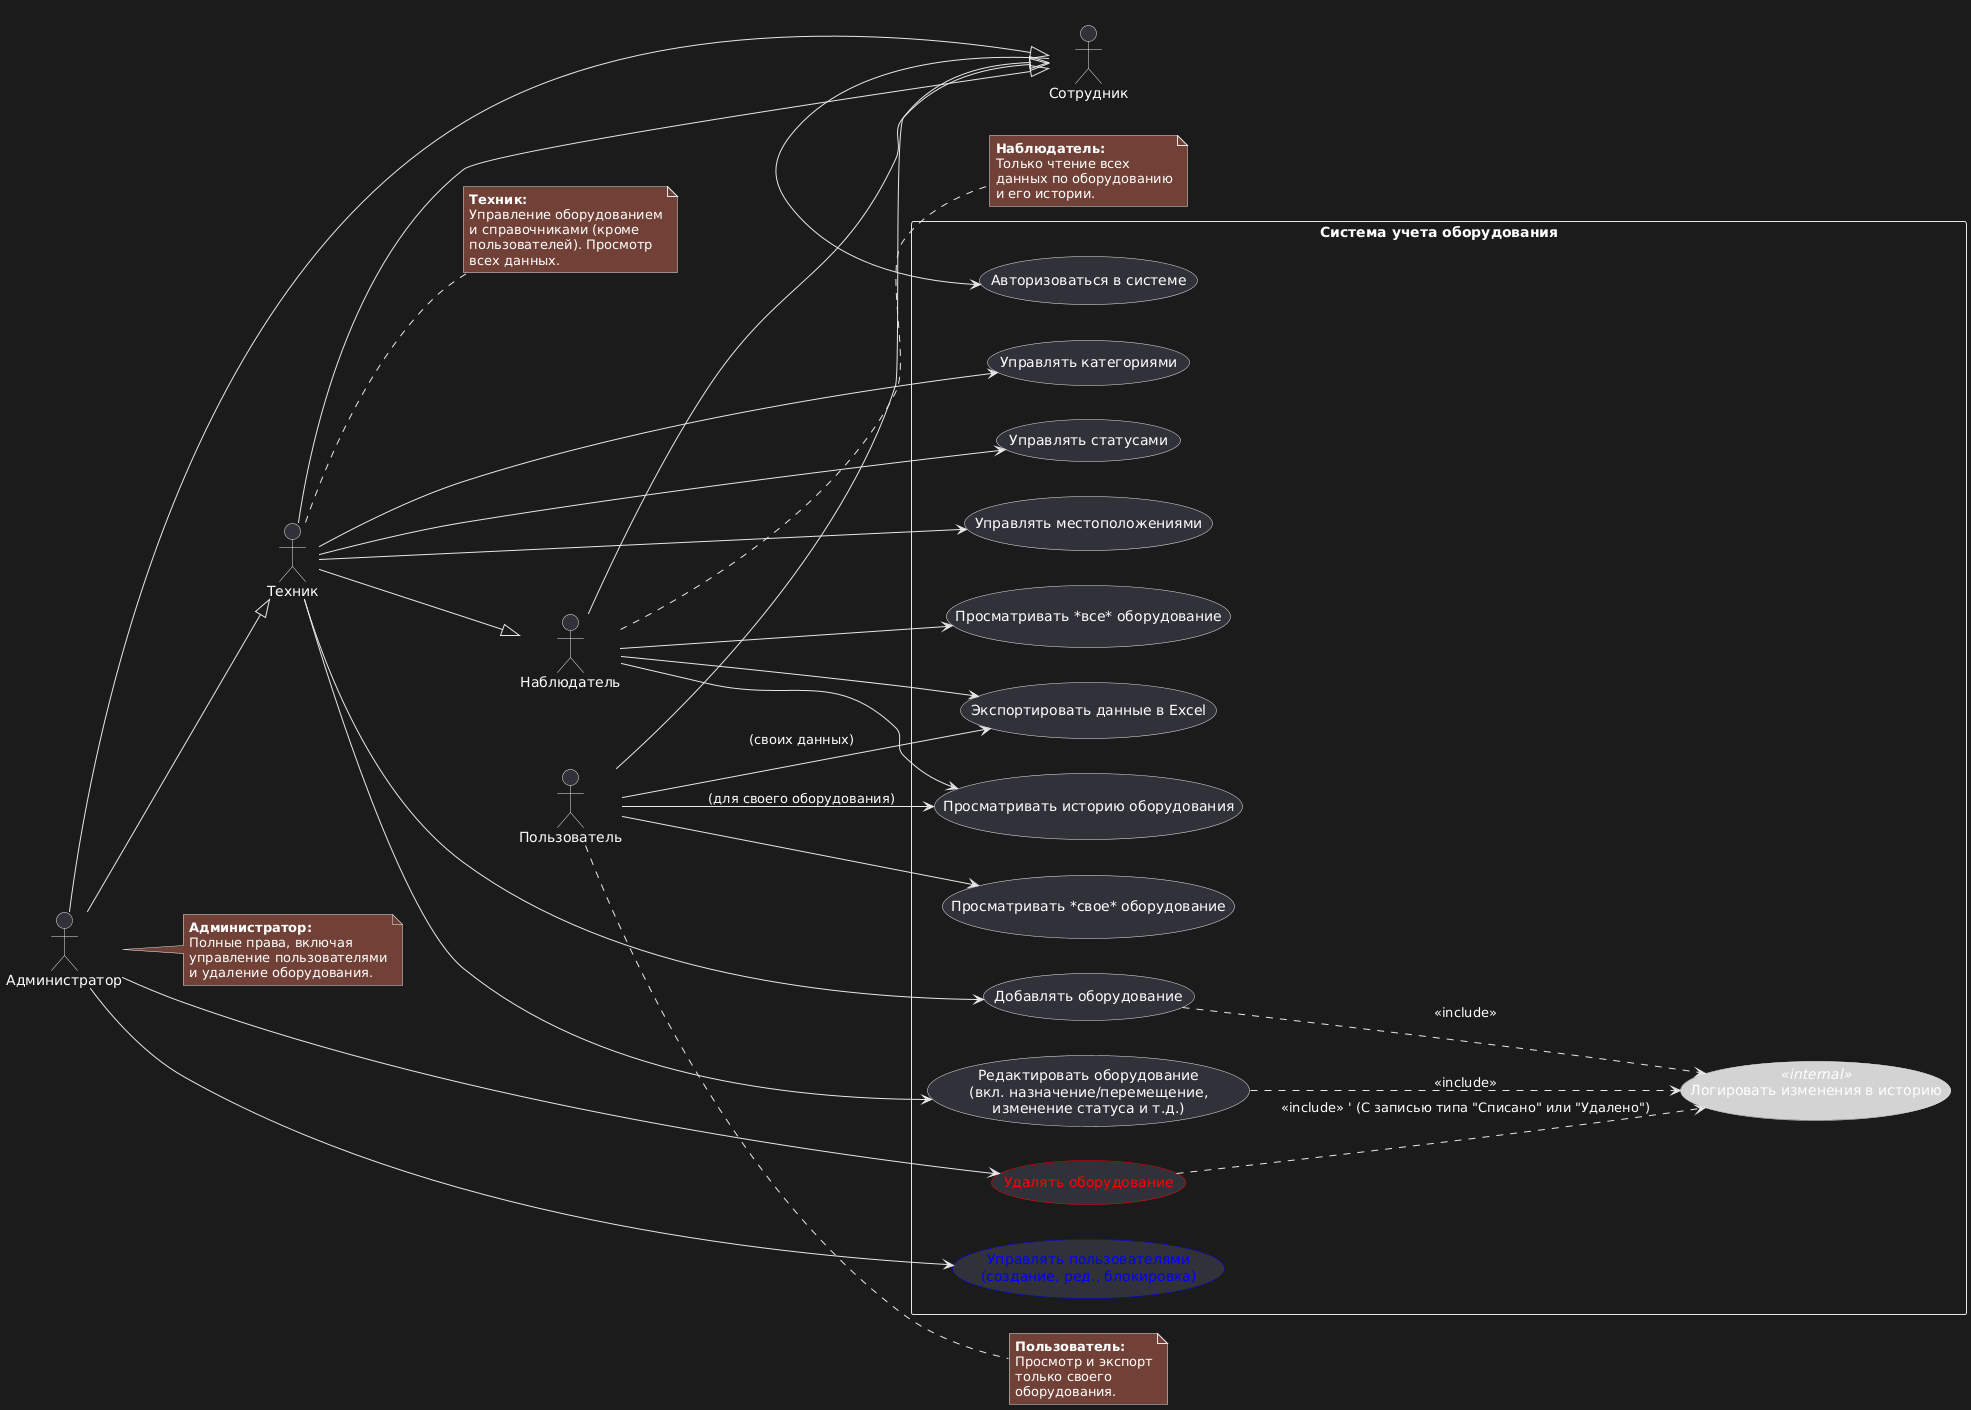 Сотрудник
Наблюдатель:
Только чтение всех
данных по оборудованию
и его истории.
Техник:
Управление оборудованием
и справочниками (кроме
пользователей). Просмотр
всех данных.
Система учета оборудования
Авторизоваться в системе
Управлять категориями
Управлять статусами
Управлять местоположениями
Техник
Просматривать *все* оборудование
Наблюдатель
Экспортировать данные в Excel
(своих данных)
(для своего оборудования)
Просматривать историю оборудования
Пользователь
Просматривать *свое* оборудование
Администратор:
Полные права, включая
управление пользователями
и удаление оборудования.
Администратор
Добавлять оборудование
«include»
Редактировать оборудование
(вкл. назначение/перемещение,
изменение статуса и т.д.)
«include»
«include» ' (С записью типа "Списано" или "Удалено")
«internal»
Логировать изменения в историю
Удалять оборудование
Управлять пользователями
(создание, ред., блокировка)
Пользователь:
Просмотр и экспорт
только своего
оборудования.